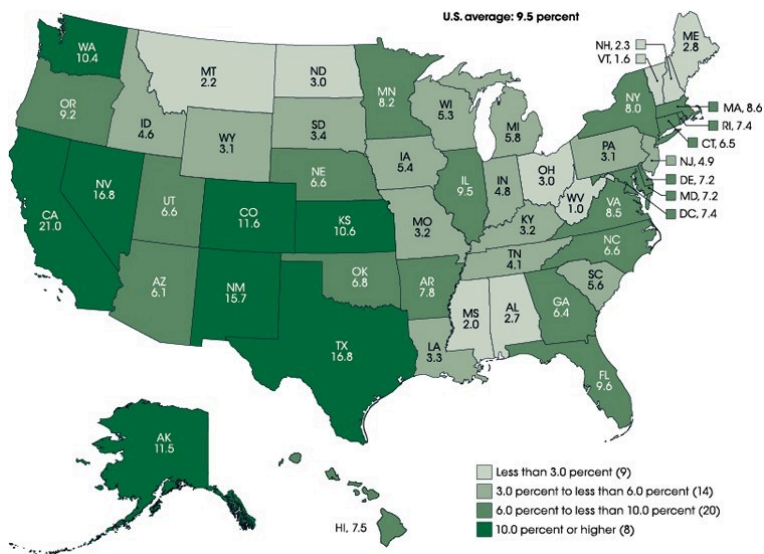 U.S. average: 9.5 percent
WA
10.4
MT
2.2
ND
3.0
MN
8.2
ME
2.8
NH, 2.3
VT, 1.6
OR
9.2
ID
4.6
WY
3.1
SD
3.4
WI
5.3
MI
5.8
NY
8.0
MA, 8.6
RI, 7.4
CT, 6.5
NJ, 4.9
DE, 7.2
MD, 7.2
DC, 7.4
NV
16.8
UT
6.6
CO
11.6
NE
6.6
IA
5.4
IL
9.5
IN
4.8
OH
3.0
PA
3.1
WV
1.0
VA
8.5
CA
21.0
KS
10.6
MO
3.2
KY
3.2
NC
6.6
TN
4.1
SC
5.6
AZ
6.1
NM
15.7
OK
6.8
AR
7.8
MS
2.0
AL
2.7
GA
6.4
TX
16.8
LA
3.3
FL
9.6
AK
11.5
HI, 7.5
Less than 3.0 percent (9)
3.0 percent to less than 6.0 percent (14)
6.0 percent to less than 10.0 percent (20)
10.0 percent or higher (8)